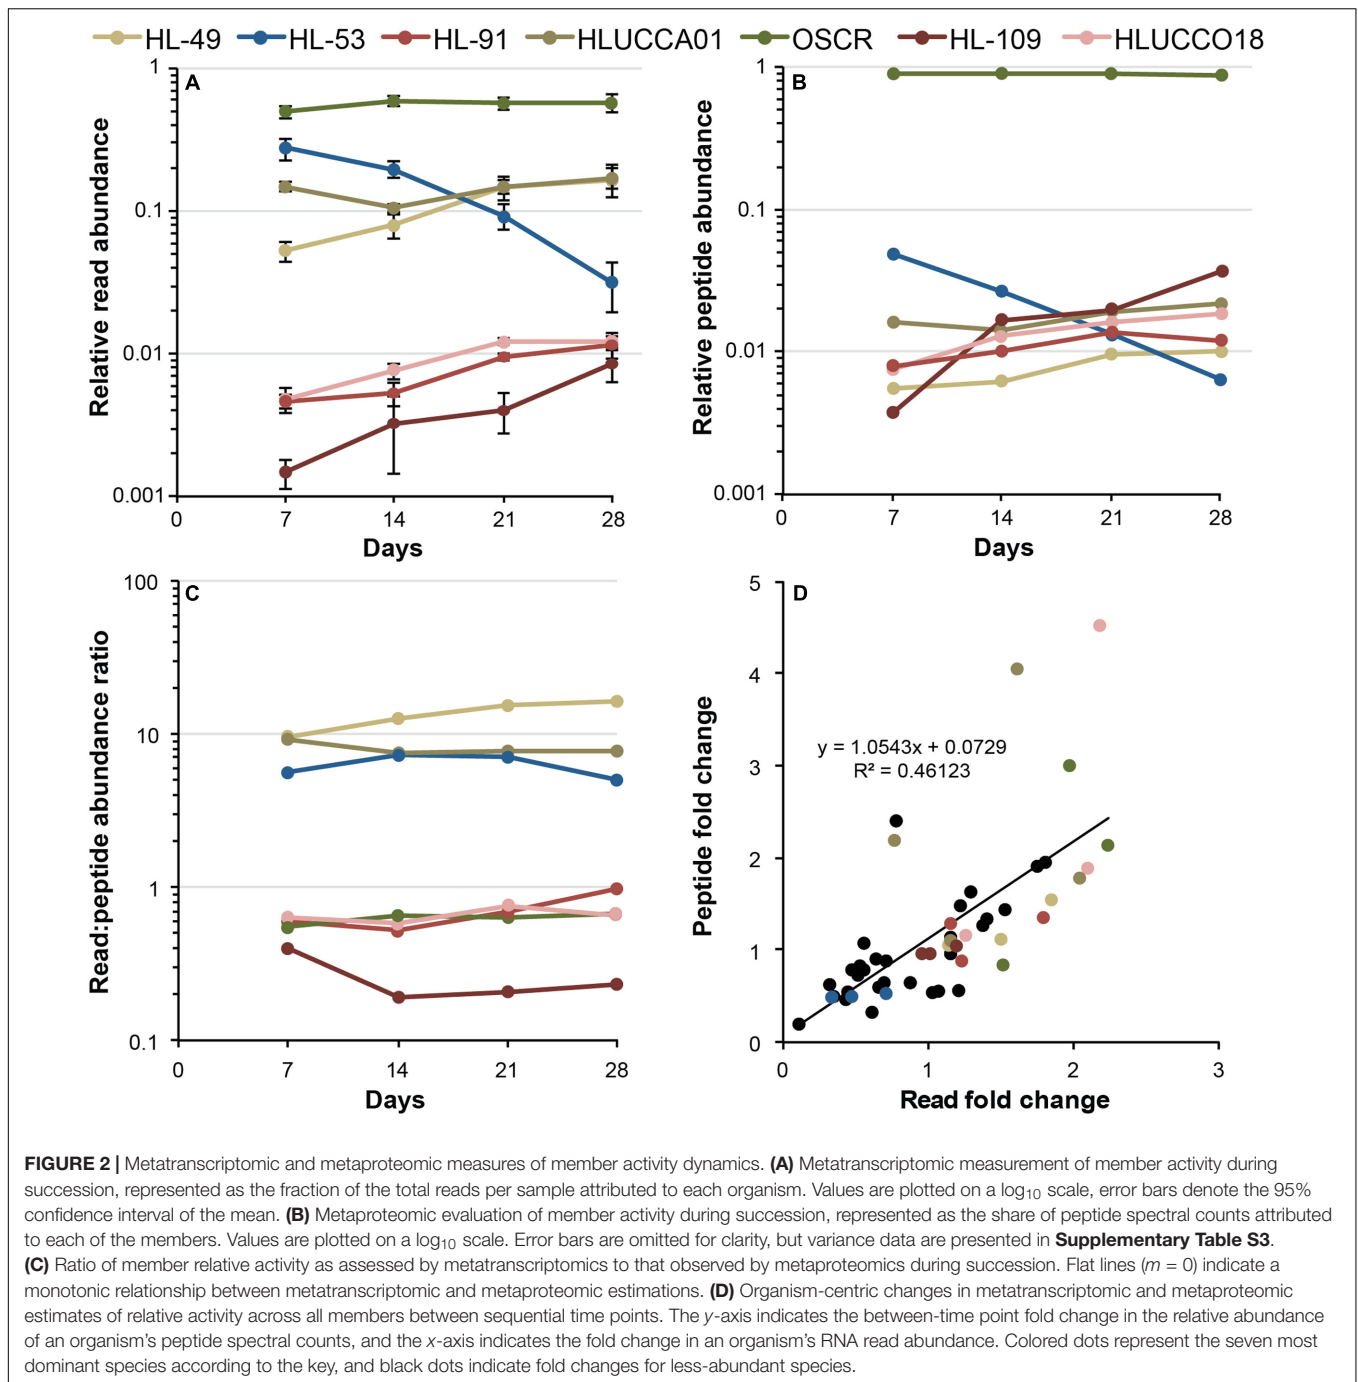 HL-49 HL-53 HL-91 HLUCCA01 OSCR HL-109 HLUCCO18
A
1
0.1
0.01
0.001
0 7 14 21 28
Relative read abundance
Days
B
1
0.1
0.01
0.001
0 7 14 21 28
Relative peptide abundance
Days
C
100
10
1
0.1
0 7 14 21 28
Read:peptide abundance ratio
Days
D
5
4
3
2
1
0
0 1 2 3
Peptide fold change
y = 1.0543x + 0.0729
R² = 0.46123
Read fold change
FIGURE 2 | Metatranscriptomic and metaproteomic measures of member activity dynamics. (A) Metatranscriptomic measurement of member activity during
succession, represented as the fraction of the total reads per sample attributed to each organism. Values are plotted on a log10 scale, error bars denote the 95%
confidence interval of the mean. (B) Metaproteomic evaluation of member activity during succession, represented as the share of peptide spectral counts attributed
to each of the members. Values are plotted on a log10 scale. Error bars are omitted for clarity, but variance data are presented in Supplementary Table S3.
(C) Ratio of member relative activity as assessed by metatranscriptomics to that observed by metaproteomics during succession. Flat lines (m = 0) indicate a
monotonic relationship between metatranscriptomic and metaproteomic estimations. (D) Organism-centric changes in metatranscriptomic and metaproteomic
estimates of relative activity across all members between sequential time points. The y-axis indicates the between-time point fold change in the relative abundance
of an organism's peptide spectral counts, and the x-axis indicates the fold change in an organism's RNA read abundance. Colored dots represent the seven most
dominant species according to the key, and black dots indicate fold changes for less-abundant species.